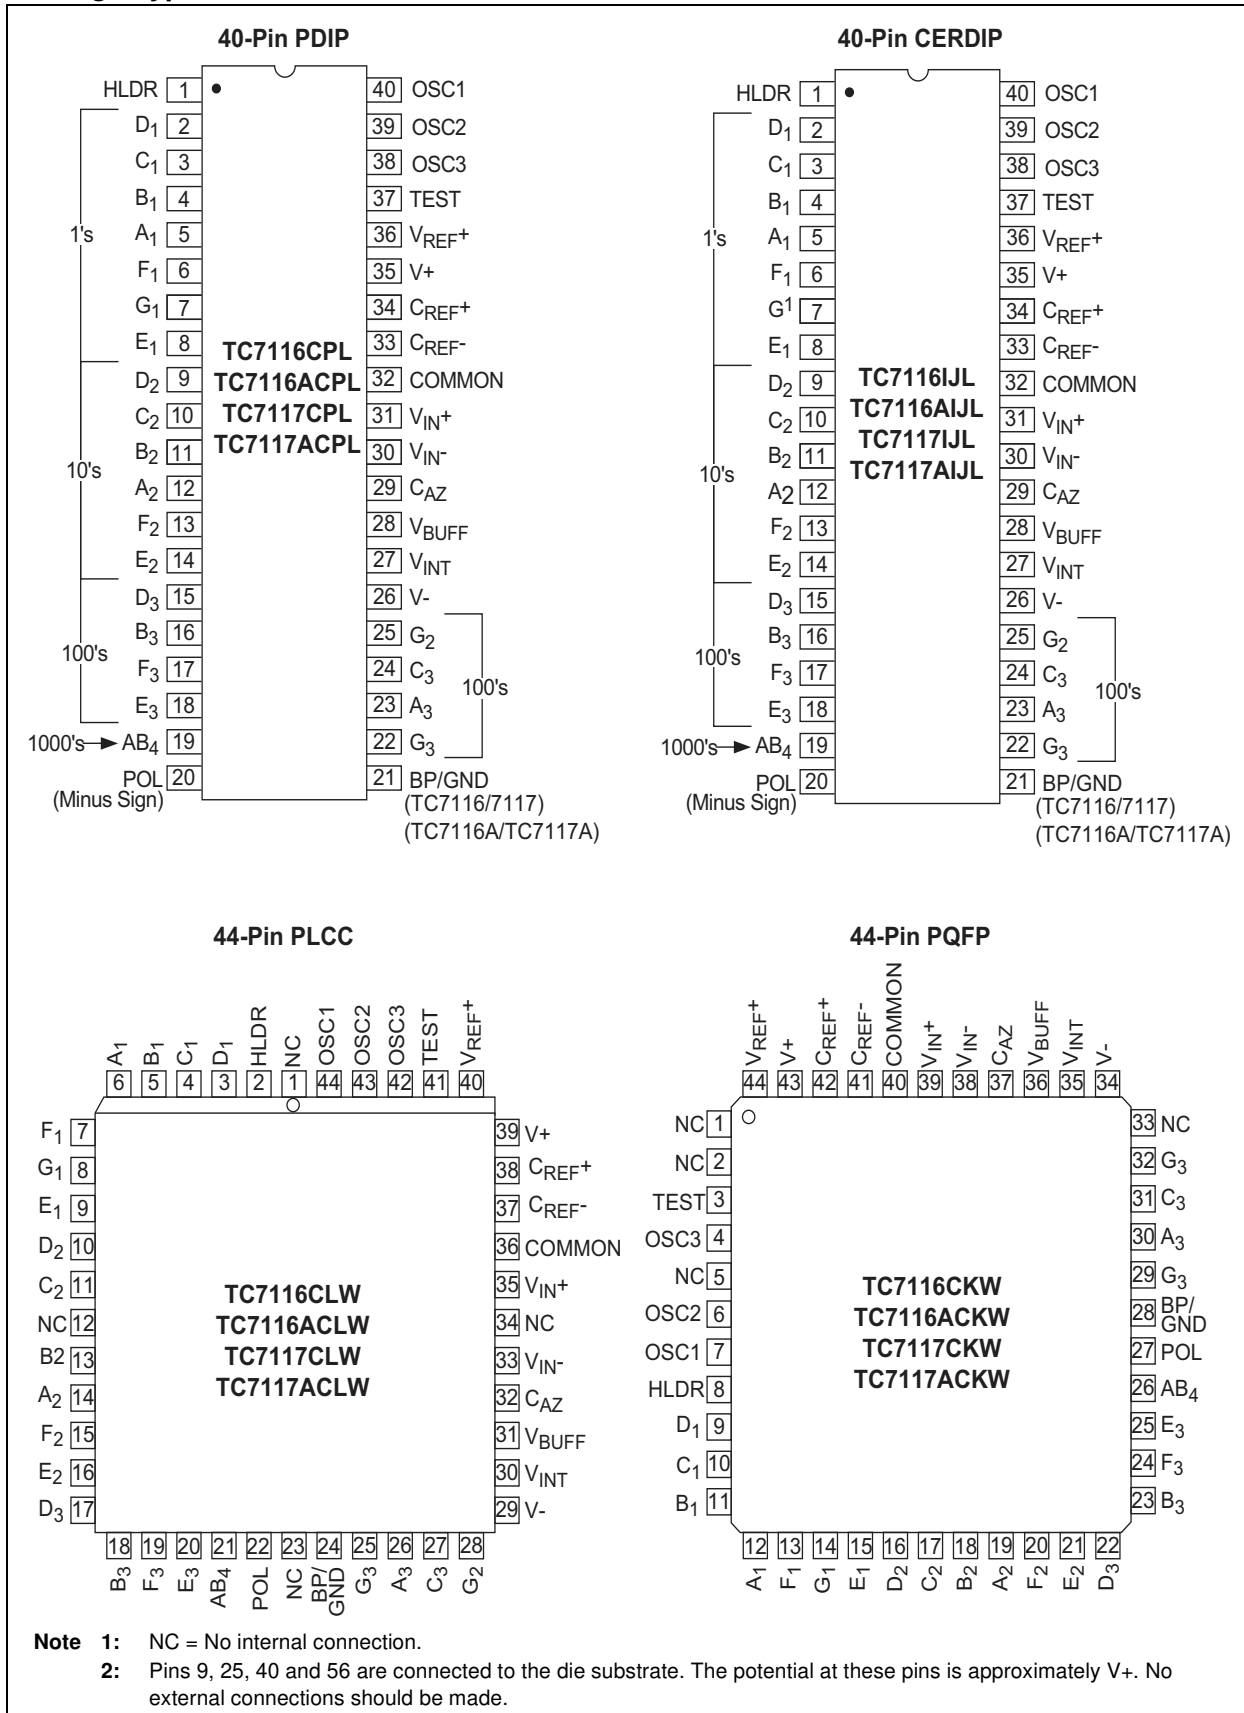 40-Pin PDIP
HLDR 1
D1 2
C1 3
B1 4
1's
A1 5
F1 6
G1 7
E1 8
D2 9
C2 10
B2 11
10's
A2 12
F2 13
E2 14
D3 15
B3 16
100's
F3 17
E3 18
1000's AB4 19
POL 20
(Minus Sign)
TC7116CPL
TC7116ACPL
TC7117CPL
TC7117ACPL
40 OSC1
39 OSC2
38 OSC3
37 TEST
36 VREF+
35 V+
34 CREF+
33 CREF-
32 COMMON
31 VIN+
30 VIN-
29 CAZ
28 VBUFF
27 VINT
26 V-
25 G2
24 C3
100's
23 A3
22 G3
21 BP/GND
(TC7116/7117)
(TC7116A/TC7117A)
40-Pin CERDIP
HLDR 1
D1 2
C1 3
B1 4
1's
A1 5
F1 6
G1 7
E1 8
D2 9
C2 10
B2 11
10's
A2 12
F2 13
E2 14
D3 15
B3 16
100's
F3 17
E3 18
1000's AB4 19
POL 20
(Minus Sign)
TC7116IJL
TC7116AIJL
TC7117IJL
TC7117AIJL
40 OSC1
39 OSC2
38 OSC3
37 TEST
36 VREF+
35 V+
34 CREF+
33 CREF-
32 COMMON
31 VIN+
30 VIN-
29 CAZ
28 VBUFF
27 VINT
26 V-
25 G2
24 C3
100's
23 A3
22 G3
21 BP/GND
(TC7116/7117)
(TC7116A/TC7117A)
44-Pin PLCC
A1 B1 C1 D1 HLDR NC OSC1 OSC2 OSC3 TEST VREF+
6 5 4 3 2 1 44 43 42 41 40
F1 7
G1 8
E1 9
D2 10
C2 11
NC 12
B2 13
A2 14
F2 15
E2 16
D3 17
TC7116CLW
TC7116ACLW
TC7117CLW
TC7117ACLW
39 V+
38 CREF+
37 CREF-
36 COMMON
35 VIN+
34 NC
33 VIN-
32 CAZ
31 VBUFF
30 VINT
29 V-
18 19 20 21 22 23 24 25 26 27 28
B3 F3 E3 AB4 POL NC BP/GND G3 A3 C3 G2
44-Pin PQFP
VREF+ V+ CREF+ CREF- COMMON VIN+ VIN- CAZ VBUFF VINT V-
44 43 42 41 40 39 38 37 36 35 34
NC 1
NC 2
TEST 3
OSC3 4
NC 5
OSC2 6
OSC1 7
HLDR 8
D1 9
C1 10
B1 11
TC7116CKW
TC7116ACKW
TC7117CKW
TC7117ACKW
33 NC
32 G3
31 C3
30 A3
29 G3
28 BP/GND
27 POL
26 AB4
25 E3
24 F3
23 B3
12 13 14 15 16 17 18 19 20 21 22
A1 F1 G1 E1 D2 C2 B2 A2 F2 E2 D3
Note 1: NC = No internal connection.
2: Pins 9, 25, 40 and 56 are connected to the die substrate. The potential at these pins is approximately V+. No
external connections should be made.